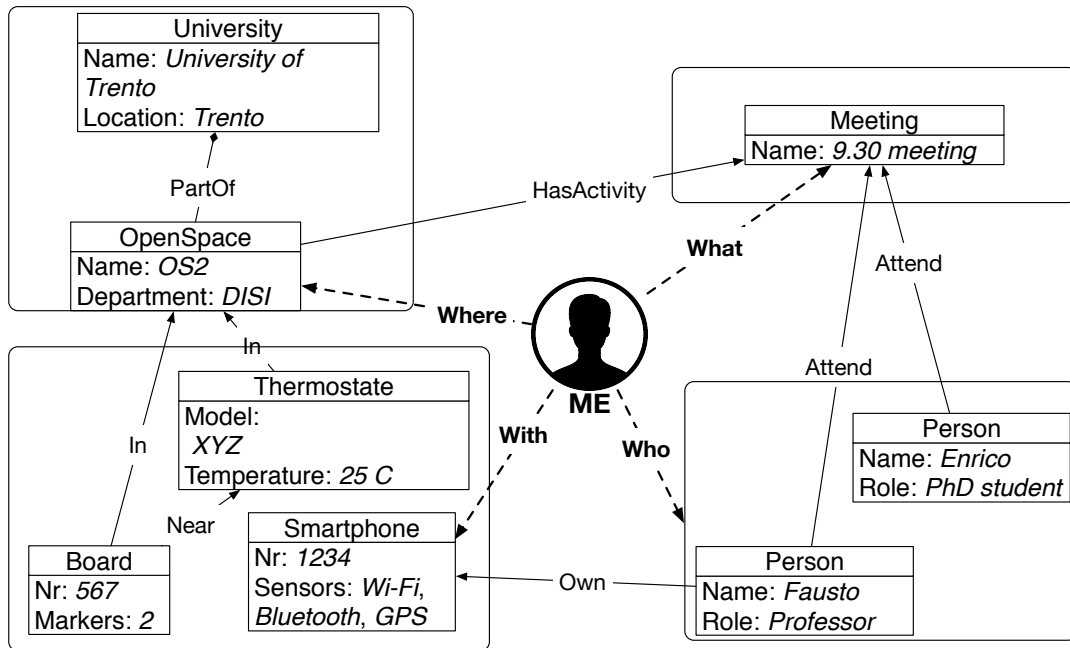 University
Name: University of
Trento
Location: Trento
PartOf
OpenSpace
Name: OS2
Department: DISI
HasActivity
Meeting
Name: 9.30 meeting
What
Where
Attend
Attend
In
In
ME
With
Who
Thermostate
Model:
XYZ
Temperature: 25 C
Near
Board
Nr: 567
Markers: 2
Smartphone
Nr: 1234
Sensors: Wi-Fi,
Bluetooth, GPS
Own
Person
Name: Enrico
Role: PhD student
Person
Name: Fausto
Role: Professor